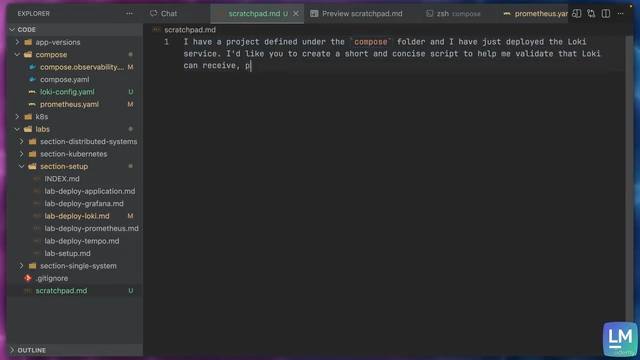 EXPLORER
Chat
scratchpad.md U
Preview scratchpad.md
zsh compose
prometheus.yaml
CODE
app-versions
compose
compose.observability....
M
compose.yaml
loki-config.yaml
U
prometheus.yaml
M
k8s
labs
section-distributed-systems
section-kubernetes
section-setup
INDEX.md
lab-deploy-application.md
lab-deploy-grafana.md
lab-deploy-loki.md
M
lab-deploy-prometheus.md
lab-deploy-tempo.md
lab-setup.md
section-single-system
.gitignore
scratchpad.md
U
OUTLINE
scratchpad.md
1 I have a project defined under the `compose` folder and I have just deployed the Loki
service. I'd like you to create a short and concise script to help me validate that Loki
can receive, p
LM
udemy